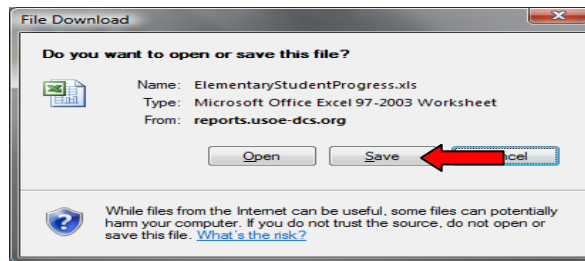 File Download
Do you want to open or save this file?
Name: ElementaryStudentProgress.xls
Type: Microsoft Office Excel 97-2003 Worksheet
From: reports.usoe-dcs.org
Open Save
While files from the Internet can be useful, some files can potentially
harm your computer. If you do not trust the source, do not open or
save this file. What's the risk?